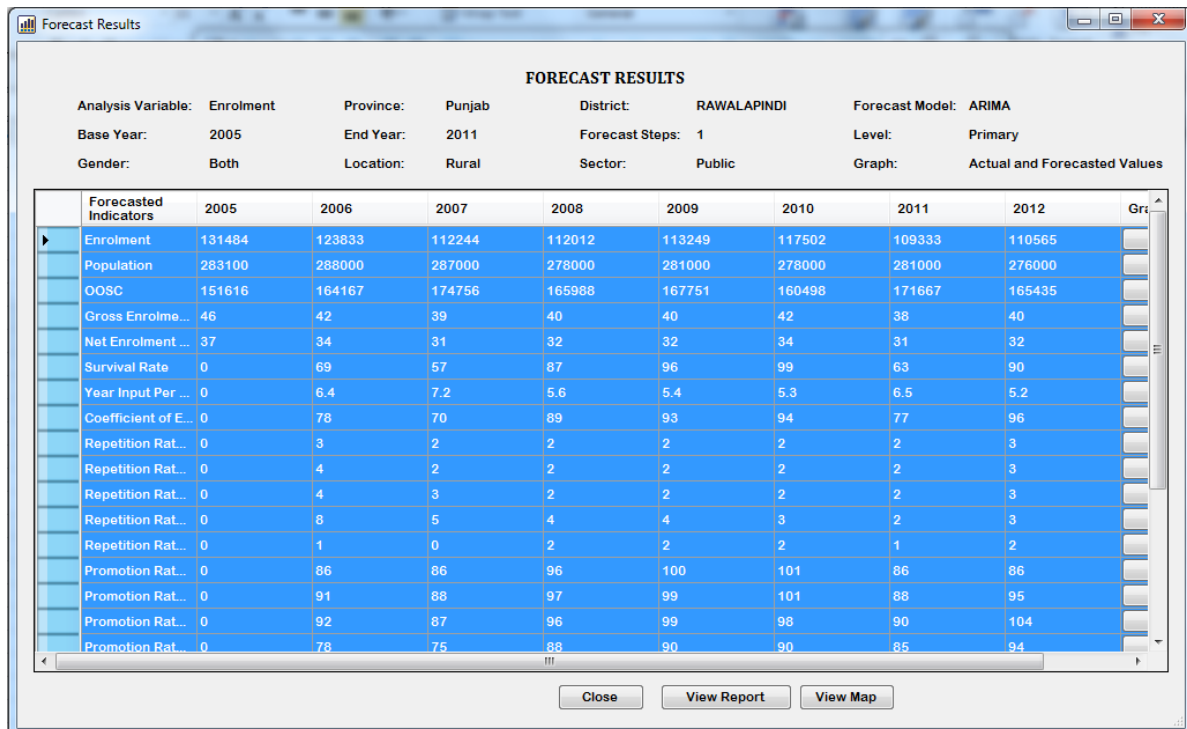 Forecast Results
FORECAST RESULTS
Analysis Variable: Enrolment Province: Punjab District: RAWALAPINDI Forecast Model: ARIMA
Base Year: 2005 End Year: 2011 Forecast Steps: 1 Level: Primary
Gender: Both Location: Rural Sector: Public Graph: Actual and Forecasted Values
Forecasted Indicators 2005 2006 2007 2008 2009 2010 2011 2012 Gra
Enrolment 131484 123833 112244 112012 113249 117502 109333 110565
Population 283100 288000 287000 278000 281000 278000 281000 276000
OOSC 151616 164167 174756 165988 167751 160498 171667 165435
Gross Enrolme... 46 42 39 40 40 42 38 40
Net Enrolment ... 37 34 31 32 32 34 31 32
Survival Rate 0 69 57 87 96 99 63 90
Year Input Per ... 0 6.4 7.2 5.6 5.4 5.3 6.5 5.2
Coefficient of E... 0 78 70 89 93 94 77 96
Repetition Rat... 0 3 2 2 2 2 2 3
Repetition Rat... 0 4 2 2 2 2 2 3
Repetition Rat... 0 4 3 2 2 2 2 3
Repetition Rat... 0 8 5 4 4 3 2 3
Repetition Rat... 0 1 0 2 2 2 1 2
Promotion Rat... 0 86 86 96 100 101 86 86
Promotion Rat... 0 91 88 97 99 101 88 95
Promotion Rat... 0 92 87 96 99 98 90 104
Promotion Rat... 0 78 75 88 90 90 85 94
Close View Report View Map